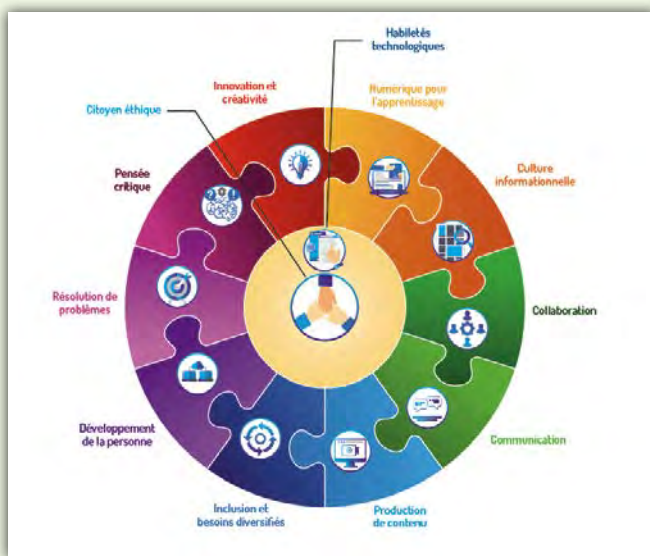 Habiletés
technologiques
Innovation et
créativité
Numérique pour
l'apprentissage
Citoyen éthique
Pensée
critique
Culture
informationnelle
Résolution de
problèmes
Collaboration
Développement
de la personne
Communication
Inclusion et
besoins diversifiés
Production
de contenu